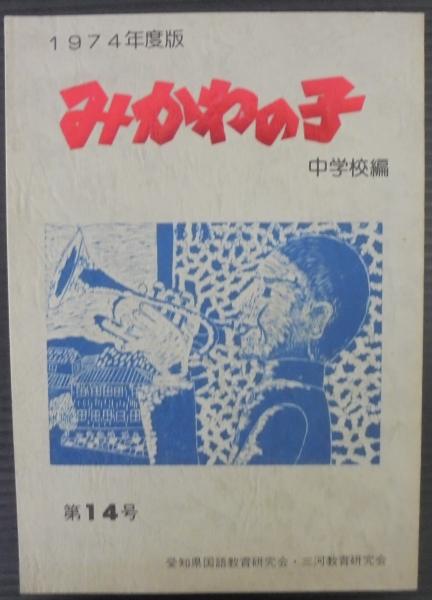 1974年度版
みかわの子
中学校編
第14号
愛知県国語教育研究会・三河教育研究会